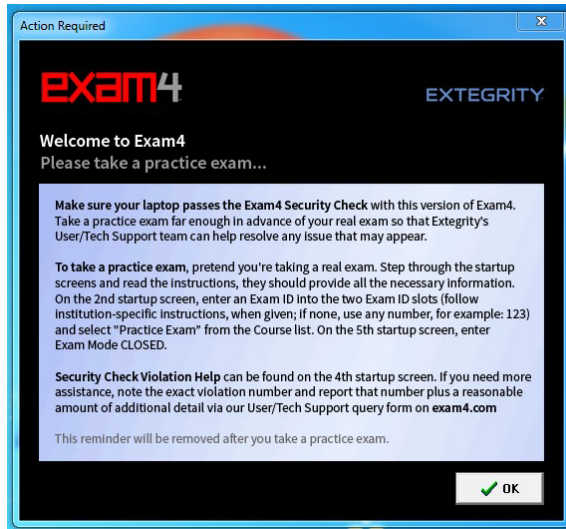 Action Required
X
exam4
EXTEGRITY
Welcome to Exam4
Please take a practice exam...
Make sure your laptop passes the Exam4 Security Check with this version of Exam4.
Take a practice exam far enough in advance of your real exam so that Extegrity's
User/Tech Support team can help resolve any issue that may appear.
To take a practice exam, pretend you're taking a real exam. Step through the startup
screens and read the instructions, they should provide all the necessary information.
On the 2nd startup screen, enter an Exam ID into the two Exam ID slots (follow
institution-specific instructions, when given; if none, use any number, for example: 123)
and select "Practice Exam" from the Course list. On the 5th startup screen, enter
Exam Mode CLOSED.
Security Check Violation Help can be found on the 4th startup screen. If you need more
assistance, note the exact violation number and report that number plus a reasonable
amount of additional detail via our User/Tech Support query form on exam4.com
This reminder will be removed after you take a practice exam.
OK